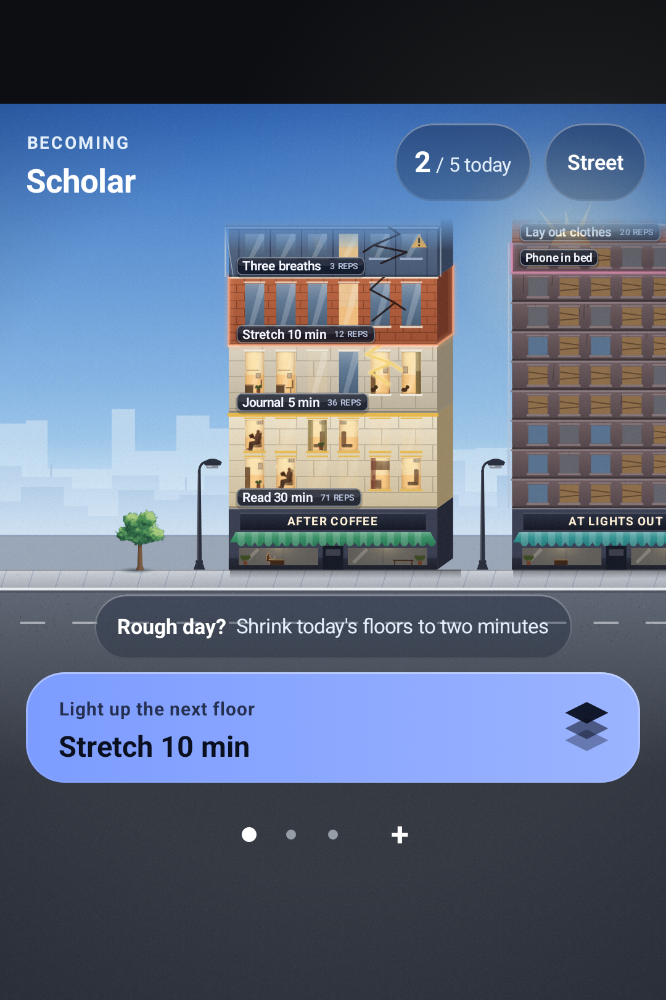 BECOMING
Scholar
2 / 5 today
Street
Lay out clothes 20 REPS
Phone in bed
Three breaths 3 REPS
Stretch 10 min 12 REPS
Journal 5 min 36 REPS
Read 30 min 71 REPS
AFTER COFFEE
AT LIGHTS OUT
Rough day? Shrink today's floors to two minutes
Light up the next floor
Stretch 10 min
+